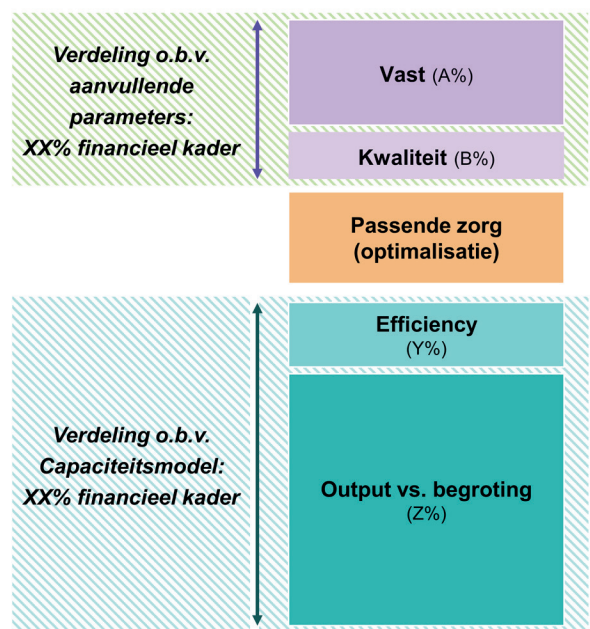 Verdeling o.b.v.
aanvullende
parameters:
XX% financieel kader
Vast (A%)
Kwaliteit (B%)
Passende zorg
(optimalisatie)
Efficiency
(Y%)
Verdeling o.b.v.
Capaciteitsmodel:
XX% financieel kader
Output vs. begroting
(Z%)